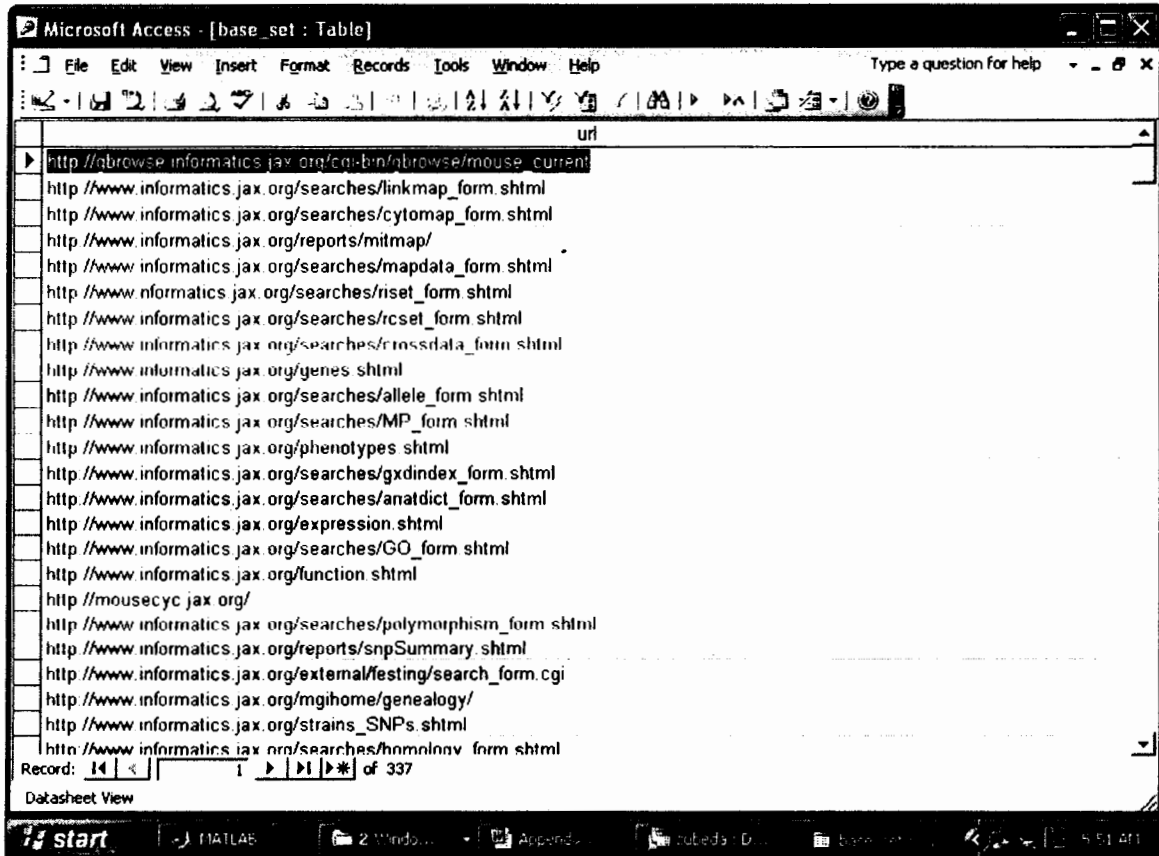 Microsoft Access - [base_set : Table]
File Edit View Insert Format Records Tools Window Help Type a question for help
url
http://gbrowse.informatics.jax.org/cgi-bin/gbrowse/mouse_current
http://www.informatics.jax.org/searches/linkmap_form.shtml
http://www.informatics.jax.org/searches/cytomap_form.shtml
http://www.informatics.jax.org/reports/mitmap/
http://www.informatics.jax.org/searches/mapdata_form.shtml
http://www.nformatics.jax.org/searches/riset_form.shtml
http://www.informatics.jax.org/searches/rcset_form.shtml
http://www.informatics.jax.org/searches/crossdata_form.shtml
http://www.informatics.jax.org/genes.shtml
http://www.informatics.jax.org/searches/allele_form.shtml
http://www.informatics.jax.org/searches/MP_form.shtml
http://www.informatics.jax.org/phenotypes.shtml
http://www.informatics.jax.org/searches/gxdindex_form.shtml
http://www.informatics.jax.org/searches/anatdict_form.shtml
http://www.informatics.jax.org/expression.shtml
http://www.informatics.jax.org/searches/GO_form.shtml
http://www.informatics.jax.org/function.shtml
http://mousecyc.jax.org/
http://www.informatics.jax.org/searches/polymorphism_form.shtml
http://www.informatics.jax.org/reports/snpSummary.shtml
http://www.informatics.jax.org/external/festing/search_form.cgi
http://www.informatics.jax.org/mgihome/genealogy/
http://www.informatics.jax.org/strains_SNPs.shtml
http://www.informatics.jax.org/searches/homology_form.shtml
Record: 1 of 337
Datasheet View
start MATLAB 2 Windo... Appendi... base_set 5:51 AM